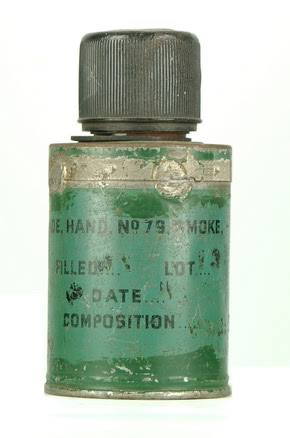 DE, HAND, Nº 79, SMOKE,
FILLED... LOT...
DATE....
COMPOSITION...